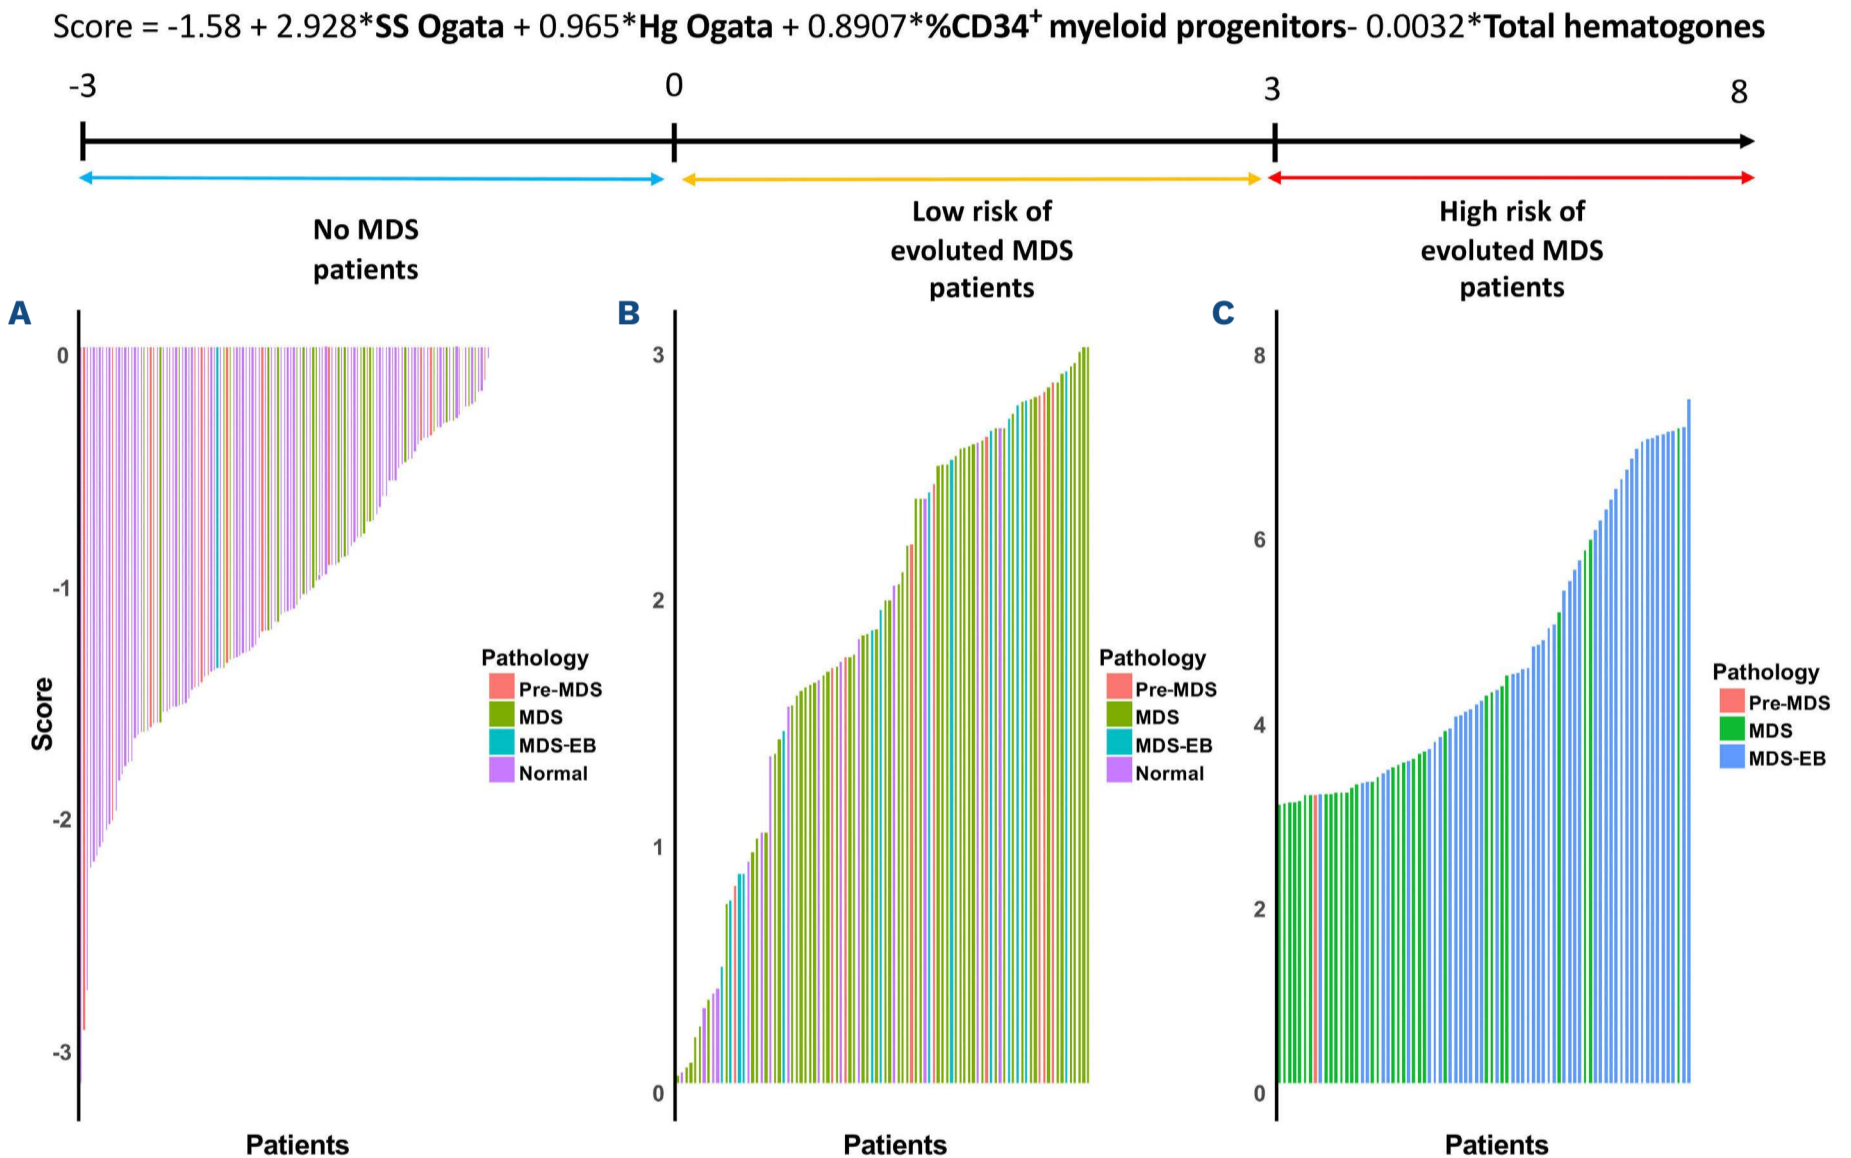 Score = -1.58 + 2.928*SS Ogata + 0.965*Hg Ogata + 0.8907*%CD34⁺ myeloid progenitors- 0.0032*Total hematogones
-3 0 3 8
No MDS
patients
Low risk of
evoluted MDS
patients
High risk of
evoluted MDS
patients
A
0
-1
-2
-3
Score
Pathology
Pre-MDS
MDS
MDS-EB
Normal
Patients
B
3
2
1
0
Pathology
Pre-MDS
MDS
MDS-EB
Normal
Patients
C
8
6
4
2
0
Pathology
Pre-MDS
MDS
MDS-EB
Patients